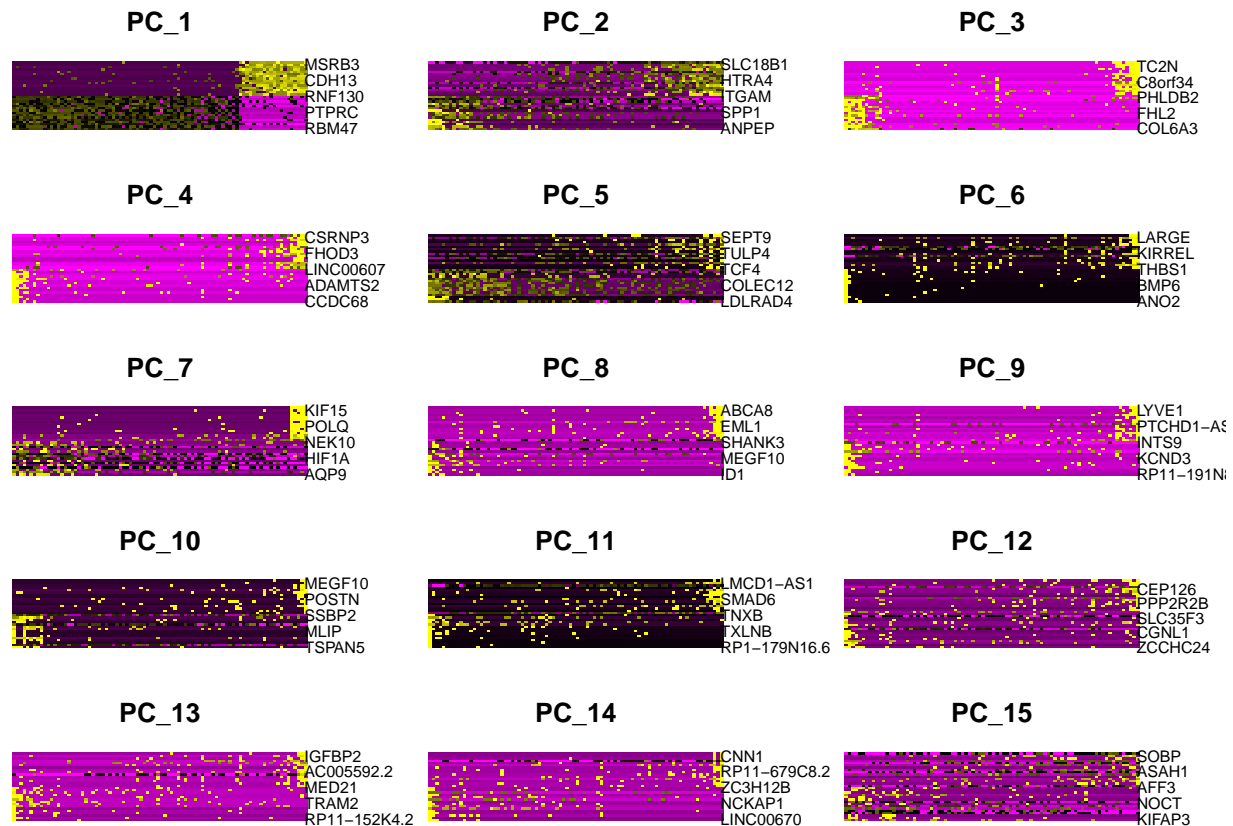 PC_1
MSRB3
CDH13
RNF130
PTPRC
RBM47
PC_2
SLC18B1
HTRA4
ITGAM
SPP1
ANPEP
PC_3
TC2N
C8orf34
PHLDB2
FHL2
COL6A3
PC_4
CSRNP3
FHOD3
LINC00607
ADAMTS2
CCDC68
PC_5
SEPT9
TULP4
TCF4
COLEC12
LDLRAD4
PC_6
LARGE
KIRREL
THBS1
BMP6
ANO2
PC_7
KIF15
POLQ
NEK10
HIF1A
AQP9
PC_8
ABCA8
EML1
SHANK3
MEGF10
ID1
PC_9
LYVE1
PTCHD1−AS
INTS9
KCND3
RP11−191N8
PC_10
MEGF10
POSTN
SSBP2
MLIP
TSPAN5
PC_11
LMCD1−AS1
SMAD6
TNXB
TXLNB
RP1−179N16.6
PC_12
CEP126
PPP2R2B
SLC35F3
CGNL1
ZCCHC24
PC_13
IGFBP2
AC005592.2
MED21
TRAM2
RP11−152K4.2
PC_14
CNN1
RP11−679C8.2
ZC3H12B
NCKAP1
LINC00670
PC_15
SOBP
ASAH1
AFF3
NOCT
KIFAP3